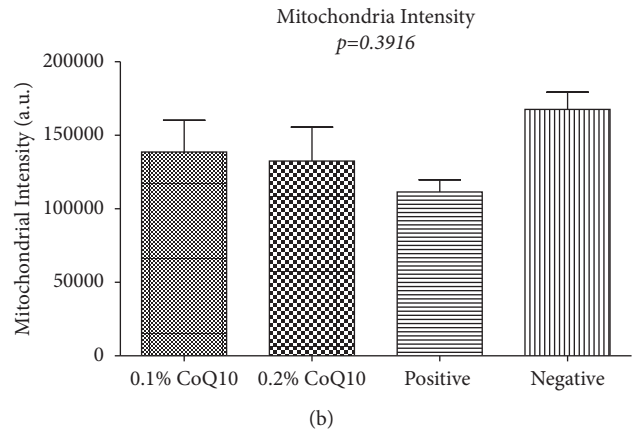 Mitochondria Intensity
p=0.3916
Mitochondrial Intensity (a.u.)
200000
150000
100000
50000
0
0.1% CoQ10 0.2% CoQ10 Positive Negative
(b)